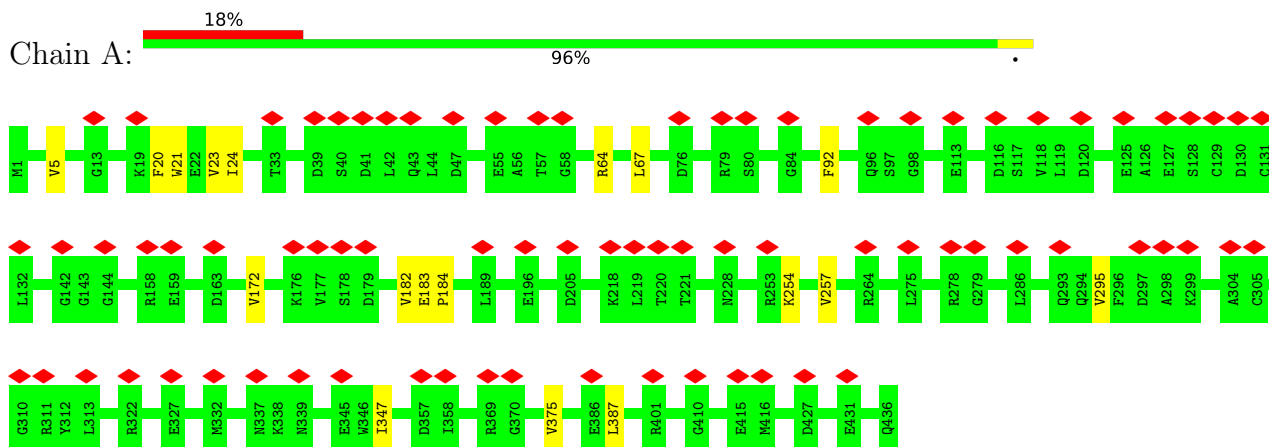 18%
Chain A:
96%
.
M1 V5 G13 K19 F20 W21 E22 V23 I24 T33 D39 S40 D41 L42 Q43 L44 D47 E55 A56 T57 G58 R64 L67 D76 R79 S80 G84 F92 Q96 S97 G98 E113 D116 S117 V118 L119 D120 E125 A126 E127 S128 C129 D130 C131
L132 G142 G143 G144 R158 E159 D163 V172 K176 V177 S178 D179 V182 E183 P184 L189 E196 D205 K218 L219 T220 T221 N228 R253 K254 V257 R264 L275 R278 G279 L286 Q293 Q294 V295 F296 D297 A298 K299 A304 C305
G310 R311 Y312 L313 R322 E327 M332 N337 K338 N339 E345 W346 I347 D357 I358 R369 G370 V375 E386 L387 R401 G410 E415 M416 D427 E431 Q436